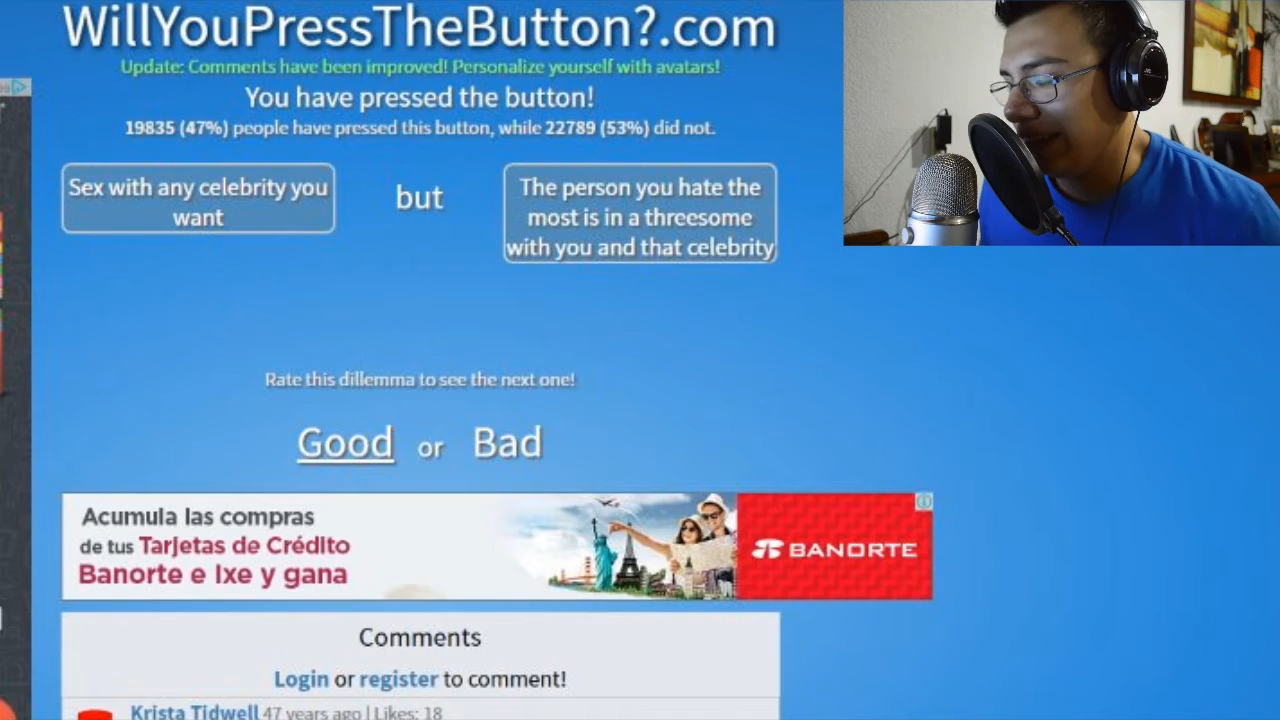 WillYouPressTheButton?.com
Update: Comments have been improved! Personalize yourself with avatars!
You have pressed the button!
19835 (47%) people have pressed this button, while 22789 (53%) did not.
Sex with any celebrity you
want
but
The person you hate the
most is in a threesome
with you and that celebrity
Rate this dillemma to see the next one!
Good or Bad
Acumula las compras
de tus Tarjetas de Crédito
Banorte e Ixe y gana
BANORTE
Comments
Login or register to comment!
Krista Tidwell 47 years ago | Likes: 18